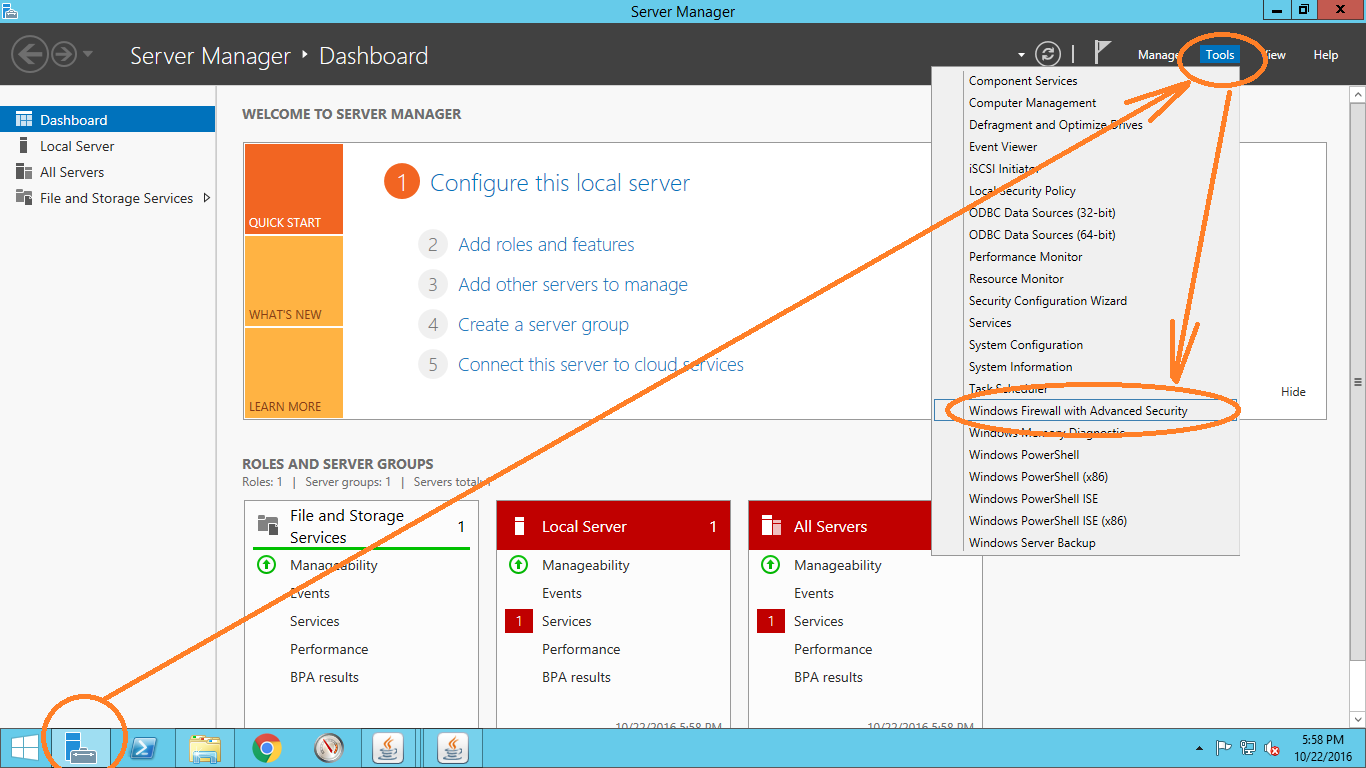 Server Manager
Server Manager ‣ Dashboard
Manage Tools View Help
Dashboard
Local Server
All Servers
File and Storage Services
WELCOME TO SERVER MANAGER
QUICK START
WHAT'S NEW
LEARN MORE
1 Configure this local server
2 Add roles and features
3 Add other servers to manage
4 Create a server group
5 Connect this server to cloud services
Hide
Component Services
Computer Management
Defragment and Optimize Drives
Event Viewer
iSCSI Initiator
Local Security Policy
ODBC Data Sources (32-bit)
ODBC Data Sources (64-bit)
Performance Monitor
Resource Monitor
Security Configuration Wizard
Services
System Configuration
System Information
Task Scheduler
Windows Firewall with Advanced Security
Windows Memory Diagnostic
Windows PowerShell
Windows PowerShell (x86)
Windows PowerShell ISE
Windows PowerShell ISE (x86)
Windows Server Backup
ROLES AND SERVER GROUPS
Roles: 1 | Server groups: 1 | Servers total: 1
File and Storage
Services
1
Manageability
Events
Services
Performance
BPA results
Local Server 1
Manageability
Events
1 Services
Performance
BPA results
10/22/2016 5:58 PM
All Servers
Manageability
Events
1 Services
Performance
BPA results
10/22/2016 5:58 PM
5:58 PM
10/22/2016